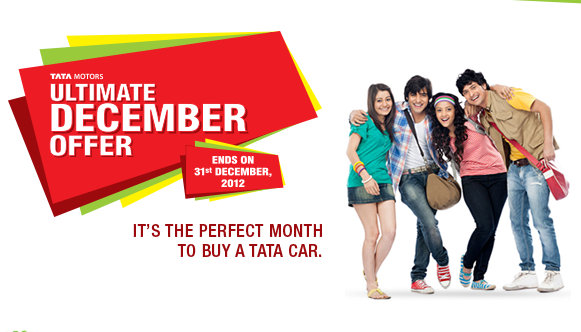 TATA MOTORS
ULTIMATE
DECEMBER
OFFER
ENDS ON
31st DECEMBER,
2012
IT'S THE PERFECT MONTH
TO BUY A TATA CAR.